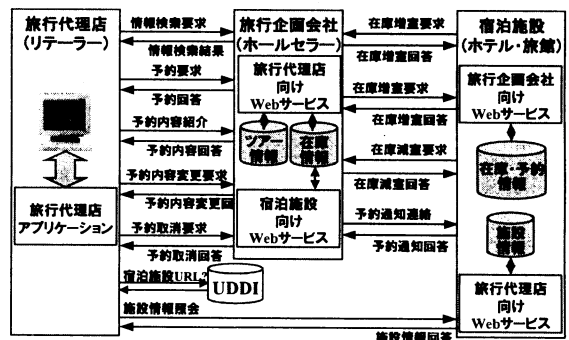 旅行代理店
(リテーラー)
旅行代理店
アプリケーション
情報検索要求
情報検索結果
予約要求
予約回答
予約内容紹介
予約内容回答
予約内容変更要求
予約内容変更回
予約取消要求
予約取消回答
宿泊施設URL?
UDDI
施設情報照会
施設情報回答
旅行企画会社
(ホールセラー)
旅行代理店
向け
Webサービス
ツアー
情報
在庫
情報
宿泊施設
向け
Webサービス
在庫増室要求
在庫増室回答
在庫増室要求
在庫増室回答
在庫減室要求
在庫減室回答
予約通知連絡
予約通知回答
宿泊施設
(ホテル・旅館)
旅行企画会社
向け
Webサービス
在庫・予約
情報
施設
情報
旅行代理店
向け
Webサービス